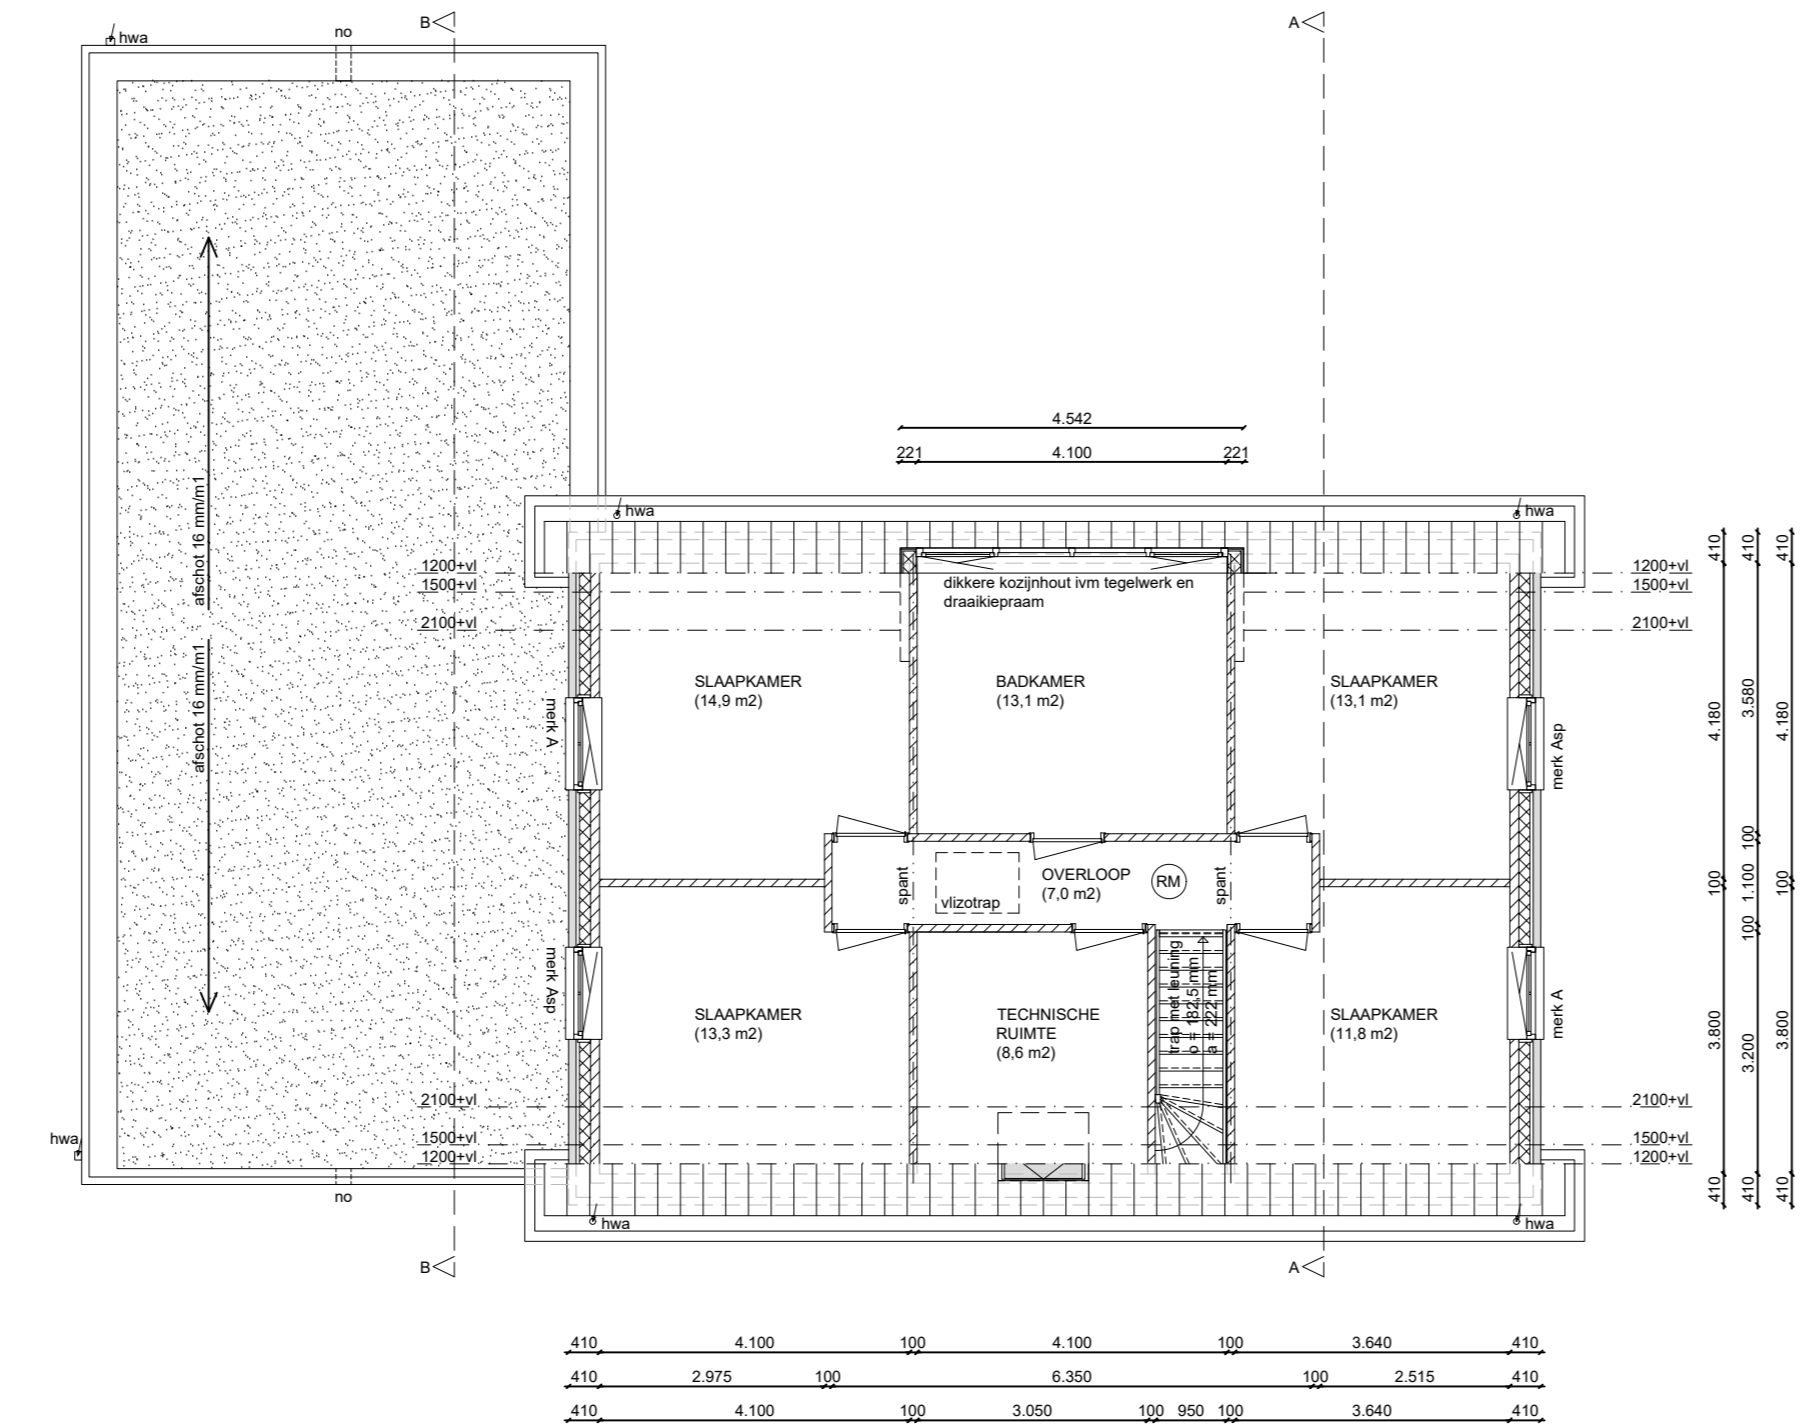 B
A
hwa
no
4.542
221 4.100 221
hwa
hwa
1200+vl
1500+vl
2100+vl
1200+vl
1500+vl
2100+vl
dikkere kozijnhout ivm tegelwerk en
draaikiepraam
afschot 16 mm/m1
afschot 16 mm/m1
SLAAPKAMER
(14,9 m2)
BADKAMER
(13,1 m2)
SLAAPKAMER
(13,1 m2)
merk A
merk Asp
spant
vlizotrap
OVERLOOP
(7,0 m2)
RM
spant
merk Asp
merk A
SLAAPKAMER
(13,3 m2)
TECHNISCHE
RUIMTE
(8,6 m2)
trap met leuning
o = 182,5 mm
a = 222 mm
SLAAPKAMER
(11,8 m2)
2100+vl
1500+vl
1200+vl
2100+vl
1500+vl
1200+vl
hwa
no
hwa
hwa
B
A
410 4.180 100 3.800 410
410 3.580 100 1.100 100 3.200 410
410 4.180 100 3.800 410
410 4.100 100 4.100 100 3.640 410
410 2.975 100 6.350 100 2.515 410
410 4.100 100 3.050 100 950 100 3.640 410